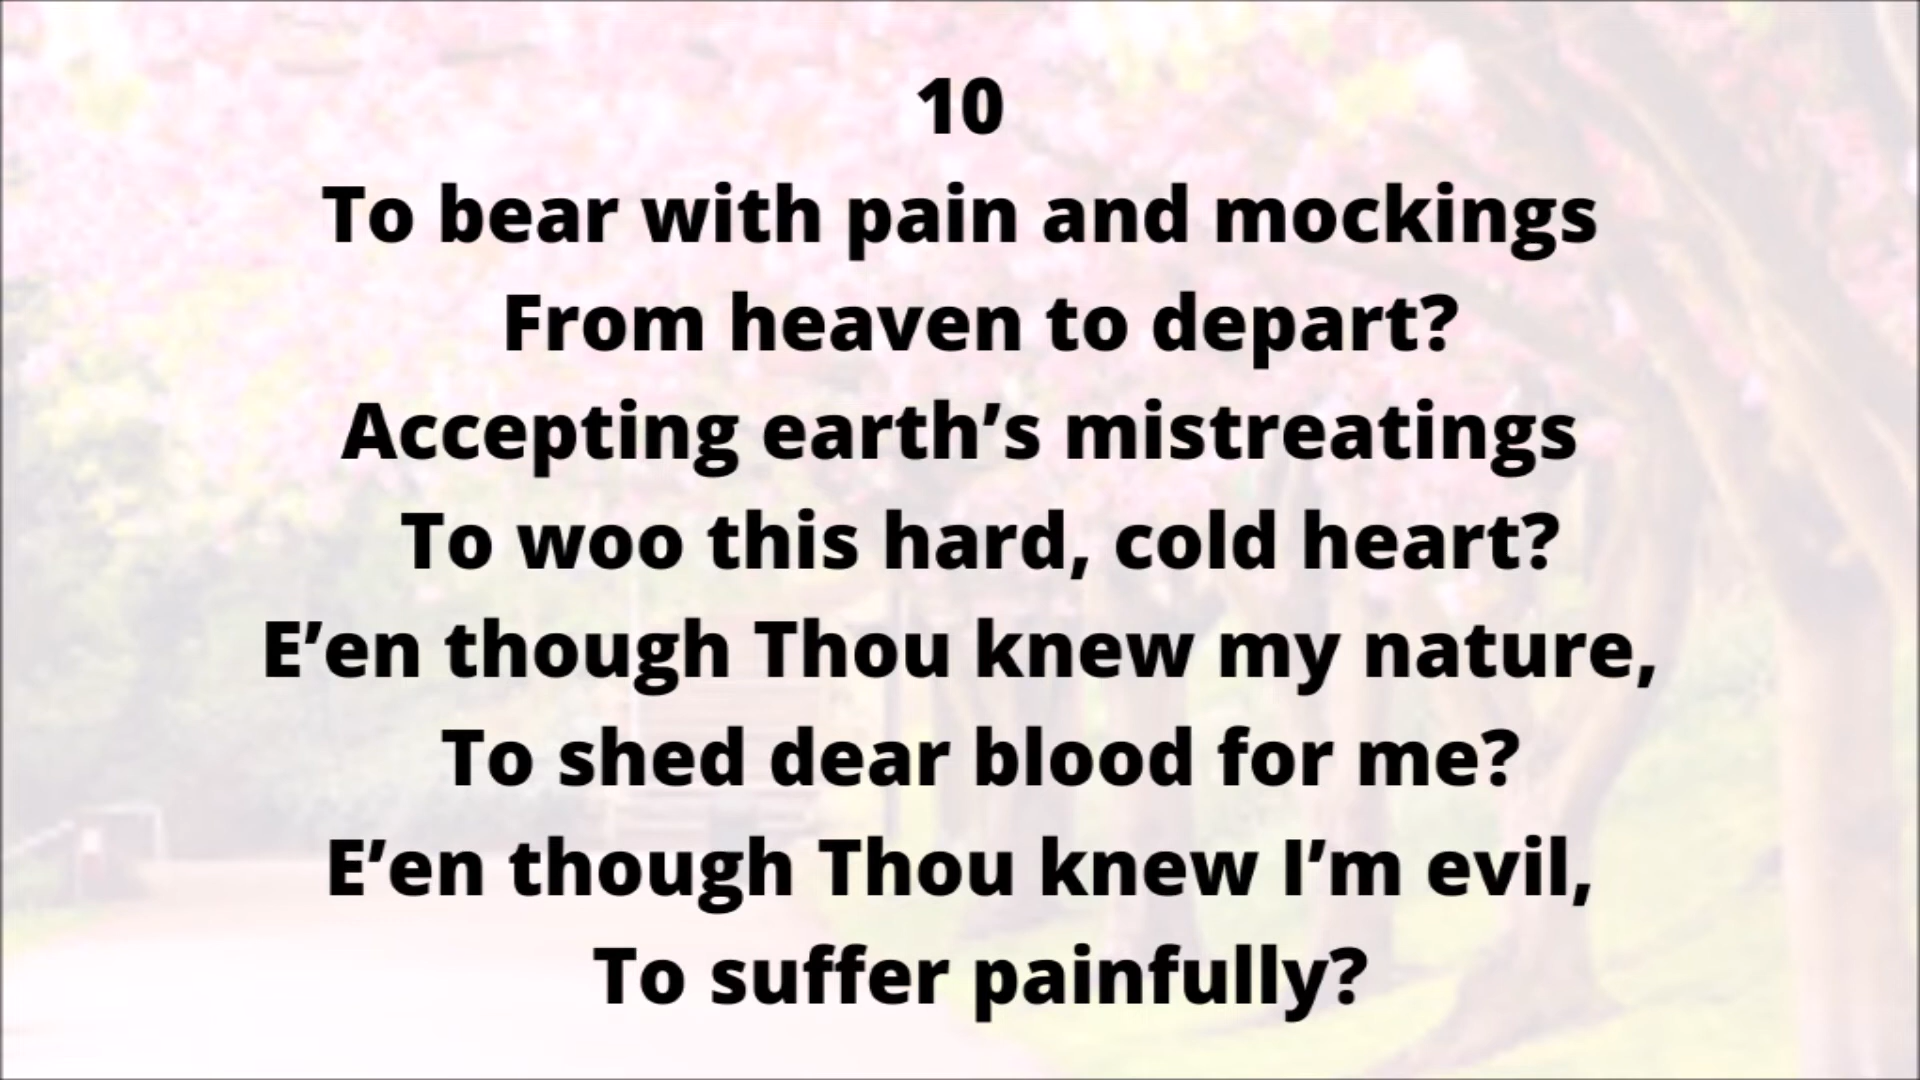 10
To bear with pain and mockings
From heaven to depart?
Accepting earth’s mistreatings
To woo this hard, cold heart?
E’en though Thou knew my nature,
To shed dear blood for me?
E’en though Thou knew I’m evil,
To suffer painfully?